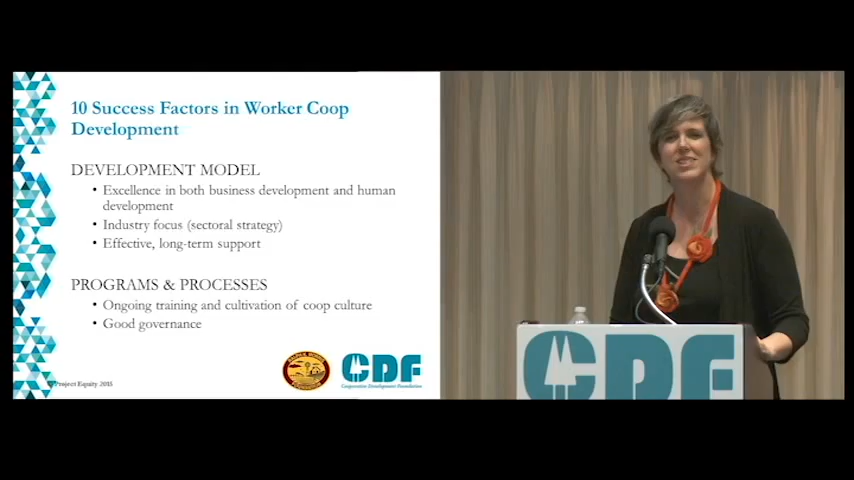 10 Success Factors in Worker Coop
Development
DEVELOPMENT MODEL
• Excellence in both business development and human
development
• Industry focus (sectoral strategy)
• Effective, long-term support
PROGRAMS & PROCESSES
• Ongoing training and cultivation of coop culture
• Good governance
CDF
Cooperative Development Foundation
Project Equity 2015
CDF